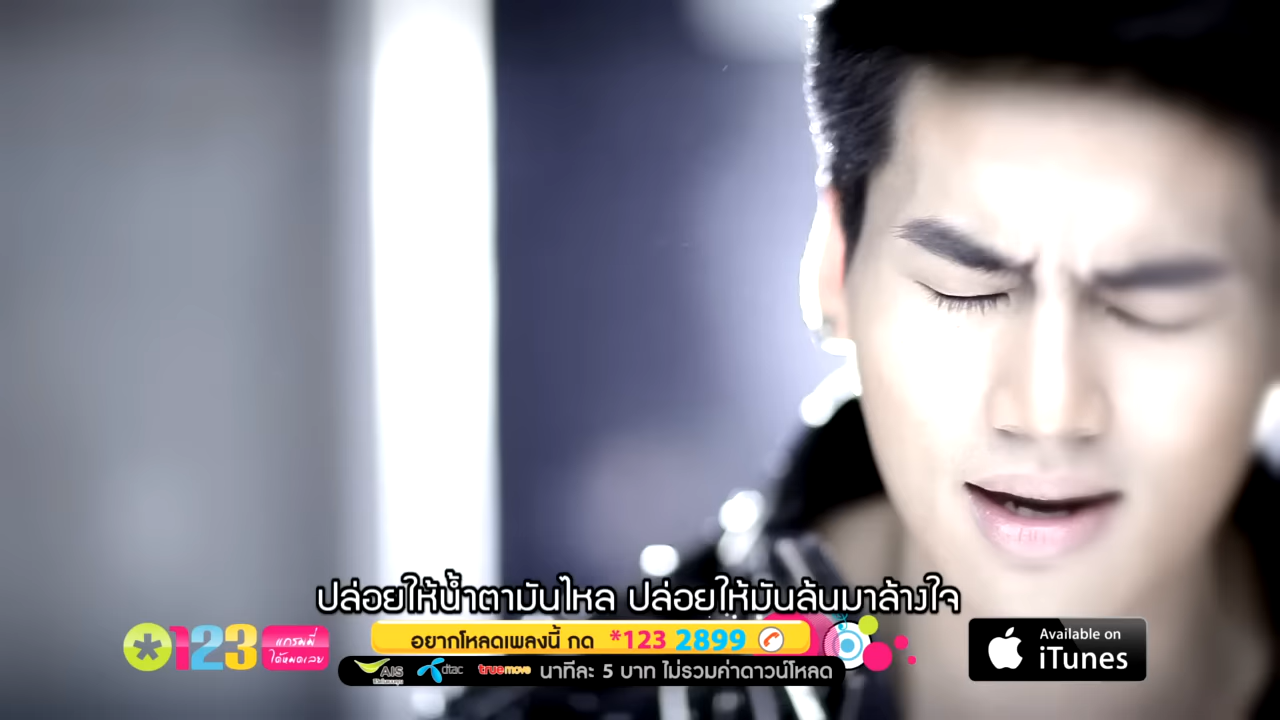 ปล่อยให้น้ำตามันไหล ปล่อยให้มันล้นมาล้างใจ
*123 แกรมมี่ ได้หมดเลย
อยากโหลดเพลงนี้ กด *123 2899
AIS dtac truemove นาทีละ 5 บาท ไม่รวมค่าดาวน์โหลด
Available on
iTunes